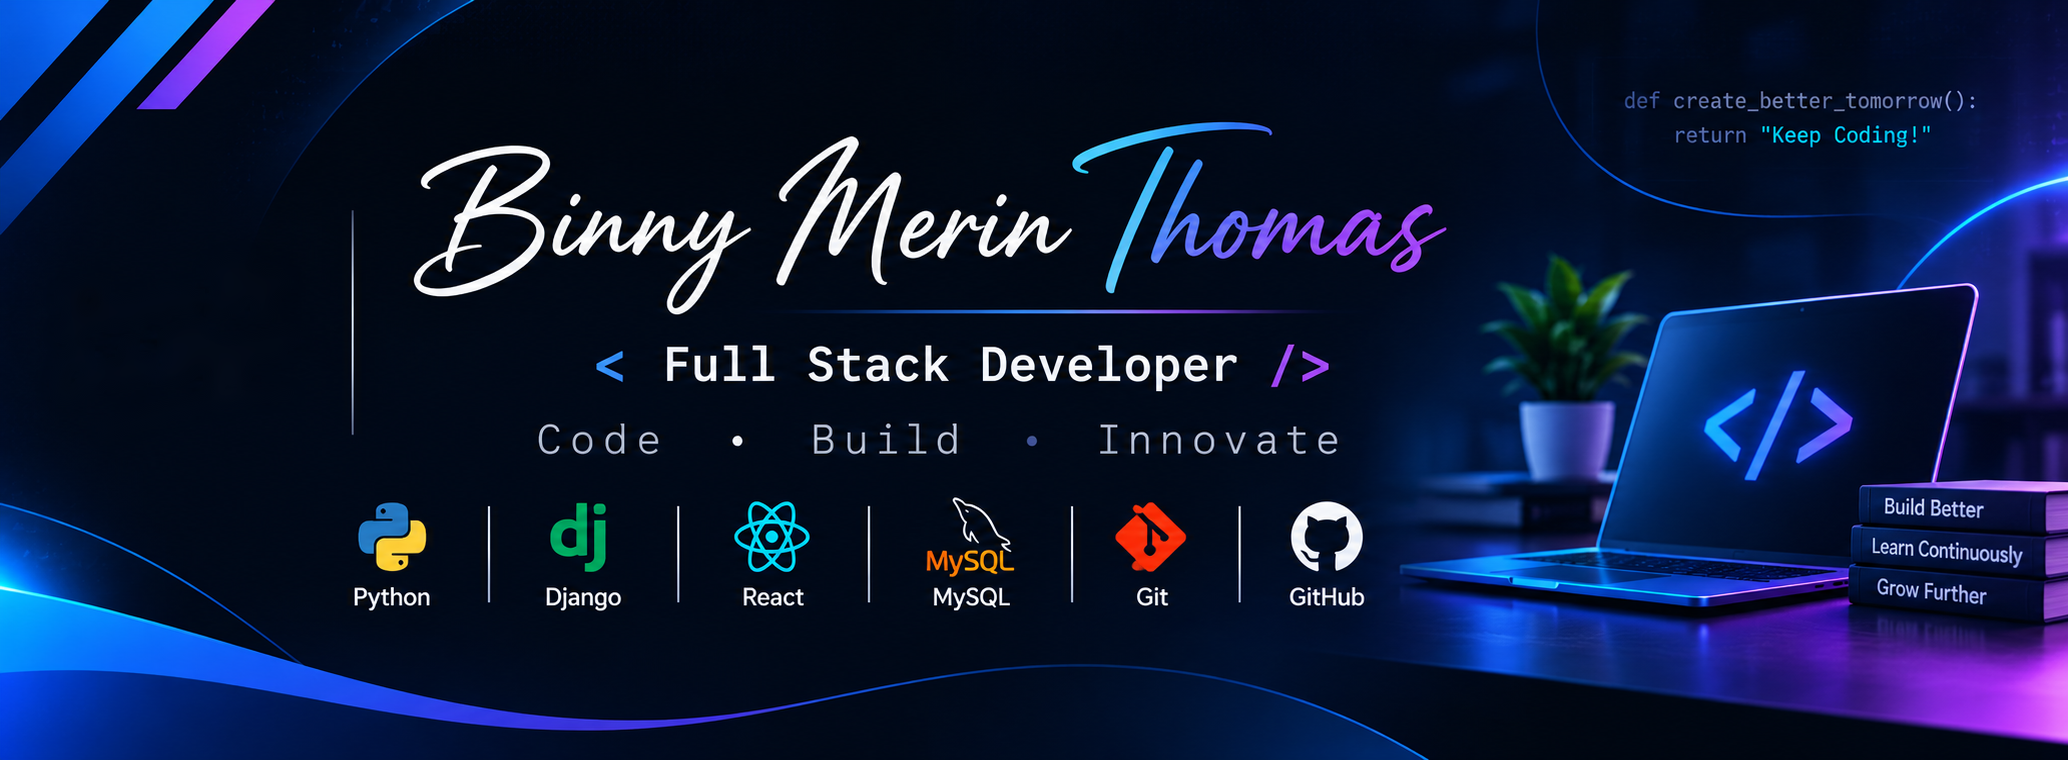 def create_better_tomorrow():
return "Keep Coding!"
Binny Merin Thomas
< Full Stack Developer />
Code • Build • Innovate
</>
dj
MySQL
Python
Django
React
MySQL
Git
GitHub
Build Better
Learn Continuously
Grow Further